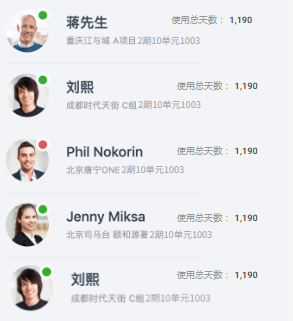 蒋先生 使用总天数： 1,190
重庆江与城 A项目2期10单元1003
刘熙 使用总天数： 1,190
成都时代天街 C组2期10单元1003
Phil Nokorin 使用总天数： 1,190
北京唐宁ONE2期10单元1003
Jenny Miksa 使用总天数： 1,190
北京司马台 颐和源著2期10单元1003
刘熙 使用总天数： 1,190
成都时代天街 C组2期10单元1003